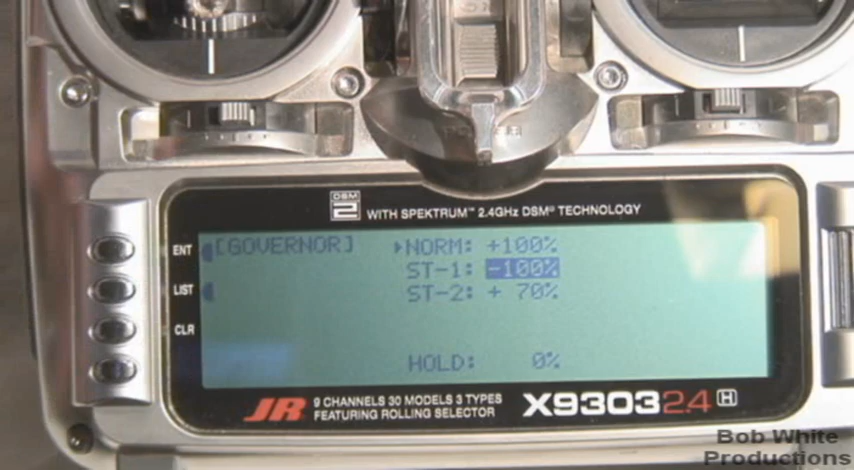 DSM
2
WITH SPEKTRUM™ 2.4GHz DSM® TECHNOLOGY
ENT
LIST
CLR
[GOVERNOR]
▸NORM: +100%
ST-1: -100%
ST-2: + 70%
HOLD: 0%
JR
9 CHANNELS 30 MODELS 3 TYPES
FEATURING ROLLING SELECTOR
X9303 2.4 H
Bob White
Productions